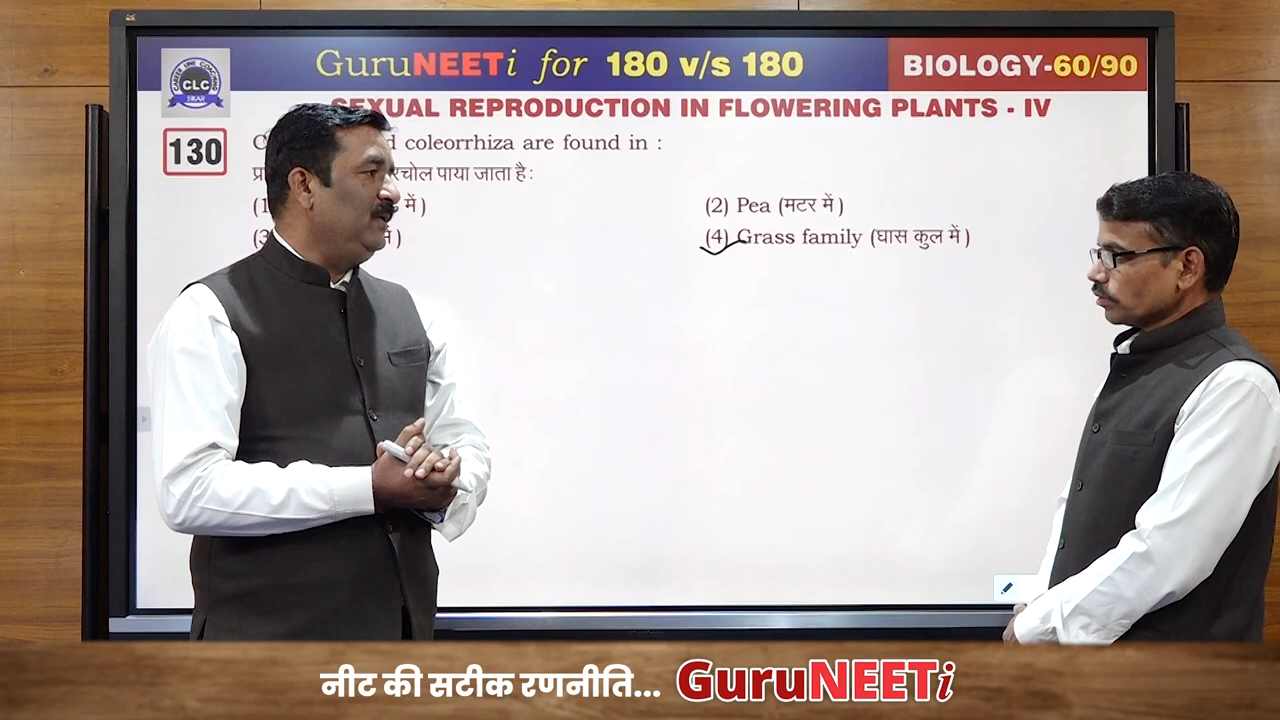 CAREER LINE COACHING
CLC
SIKAR
GuruNEETi for 180 v/s 180
BIOLOGY-60/90
SEXUAL REPRODUCTION IN FLOWERING PLANTS - IV
130
coleorrhiza are found in :
पाया जाता है :
में )
(2) Pea (मटर में )
(4) Grass family (घास कुल में )
नीट की सटीक रणनीति... GuruNEETi